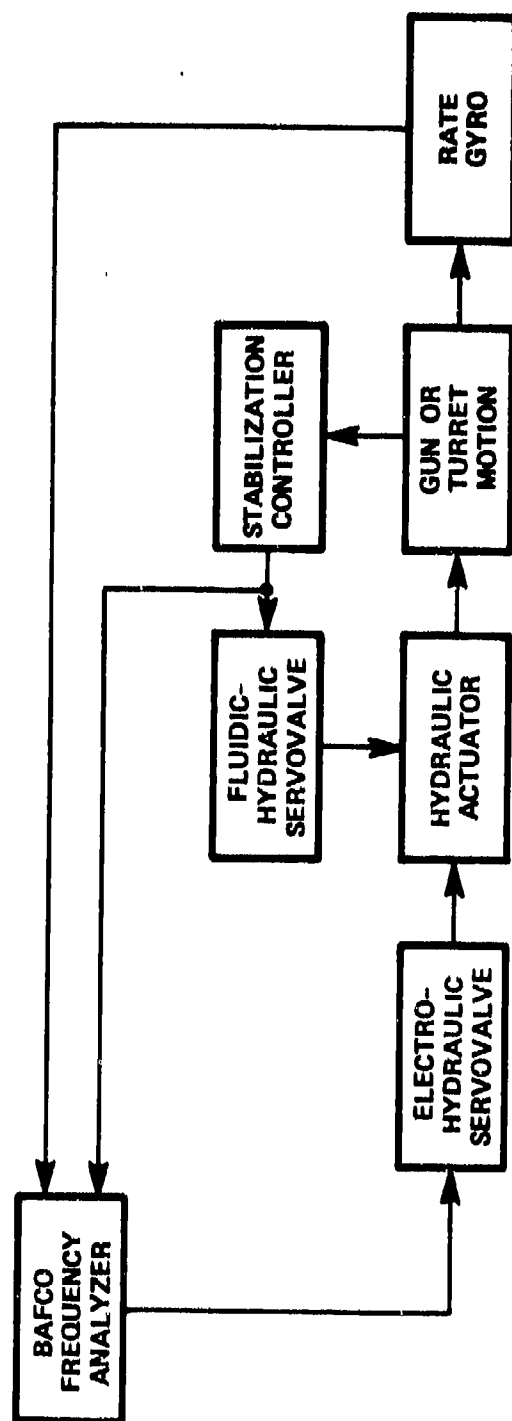 BAFCO
FREQUENCY
ANALYZER
STABILIZATION
CONTROLLER
FLUIDIC-
HYDRAULIC
SERVOVALVE
ELECTRO-
HYDRAULIC
SERVOVALVE
HYDRAULIC
ACTUATOR
GUN OR
TURRET
MOTION
RATE
GYRO